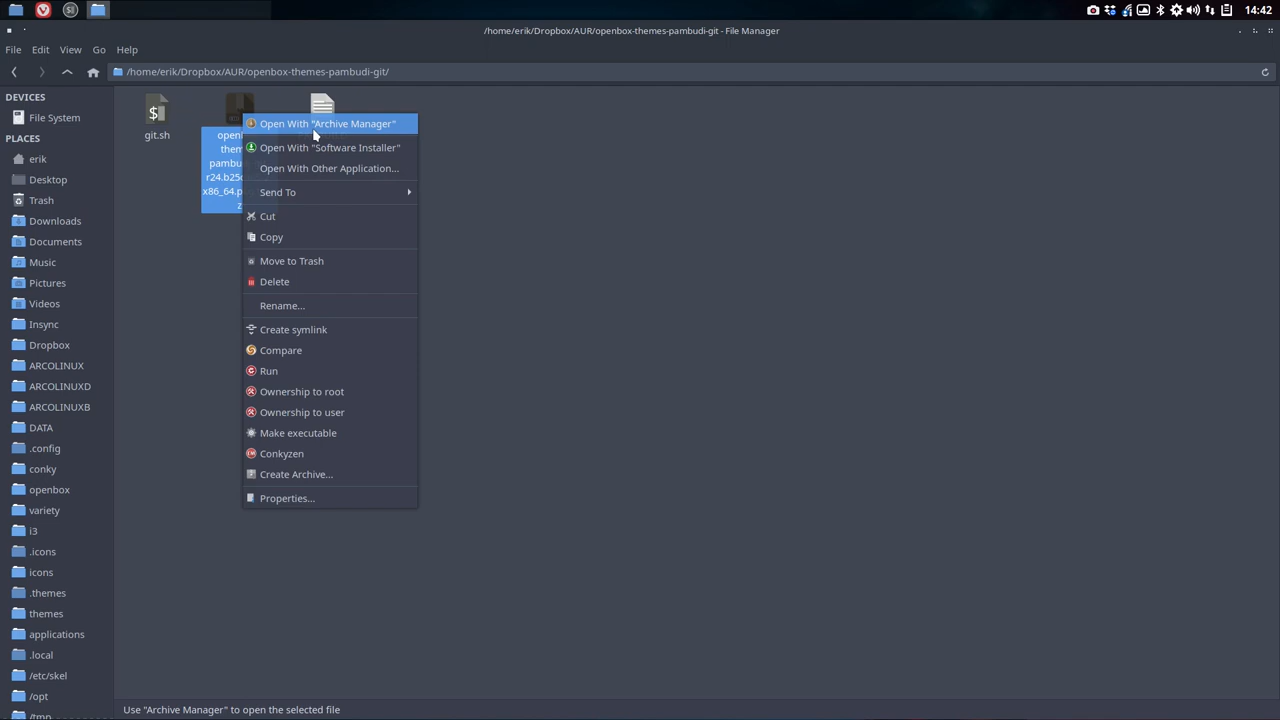 14:42
/home/erik/Dropbox/AUR/openbox-themes-pambudi-git - File Manager
File Edit View Go Help
/home/erik/Dropbox/AUR/openbox-themes-pambudi-git/
DEVICES
File System
PLACES
erik
Desktop
Trash
Downloads
Documents
Music
Pictures
Videos
Insync
Dropbox
ARCOLINUX
ARCOLINUXD
ARCOLINUXB
DATA
.config
conky
openbox
variety
i3
.icons
icons
.themes
themes
applications
.local
/etc/skel
/opt
/tmp
git.sh
Open With "Archive Manager"
Open With "Software Installer"
Open With Other Application...
Send To
Cut
Copy
Move to Trash
Delete
Rename...
Create symlink
Compare
Run
Ownership to root
Ownership to user
Make executable
Conkyzen
Create Archive...
Properties...
Use "Archive Manager" to open the selected file